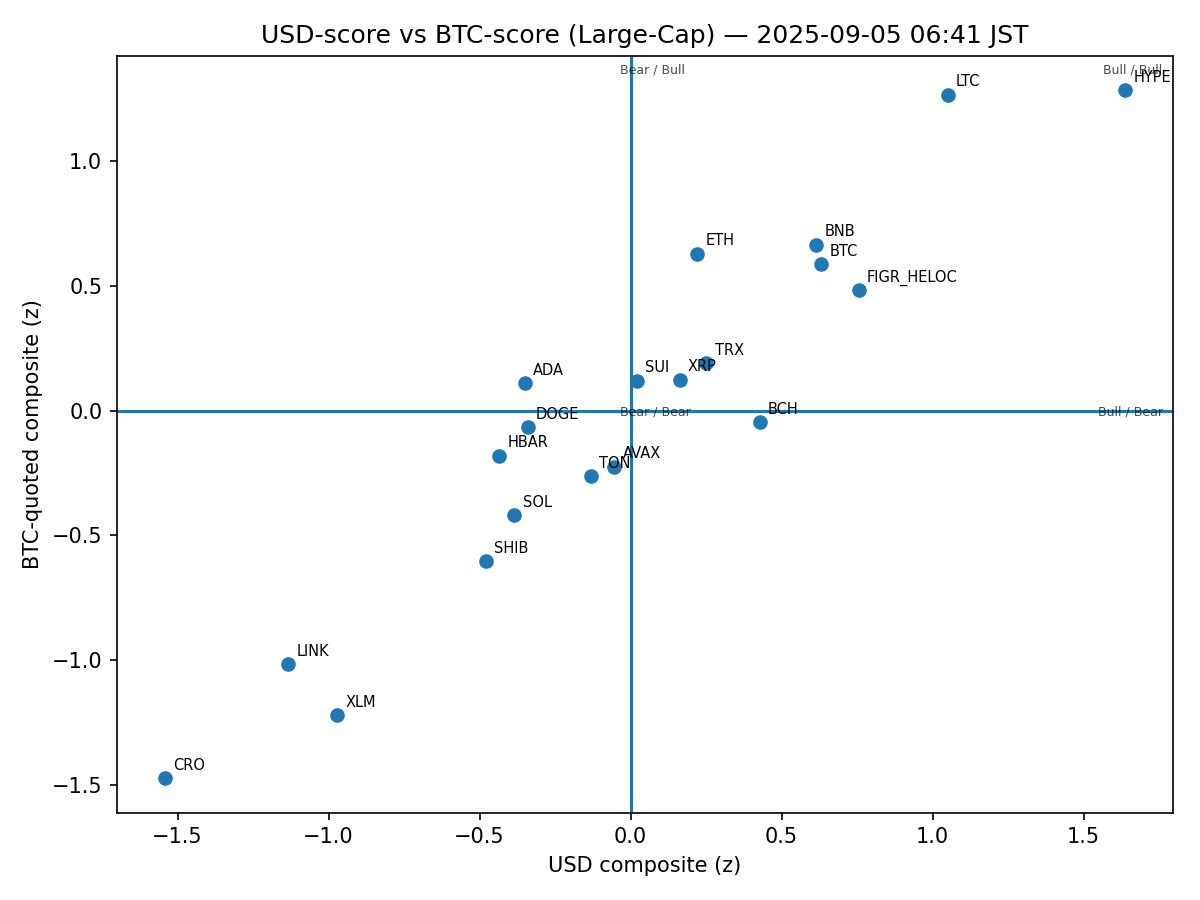 USD-score vs BTC-score (Large-Cap) — 2025-09-05 06:41 JST
Bear / Bull
Bull / Bull
HYPE
LTC
1.0
BNB
ETH
BTC
FIGR_HELOC
0.5
TRX
SUI
XRP
ADA
0.0
Bear / Bear
BCH
Bull / Bear
DOGE
HBAR
AVAX
TON
SOL
−0.5
SHIB
LINK
−1.0
XLM
CRO
−1.5
BTC-quoted composite (z)
−1.5
−1.0
−0.5
0.0
0.5
1.0
1.5
USD composite (z)